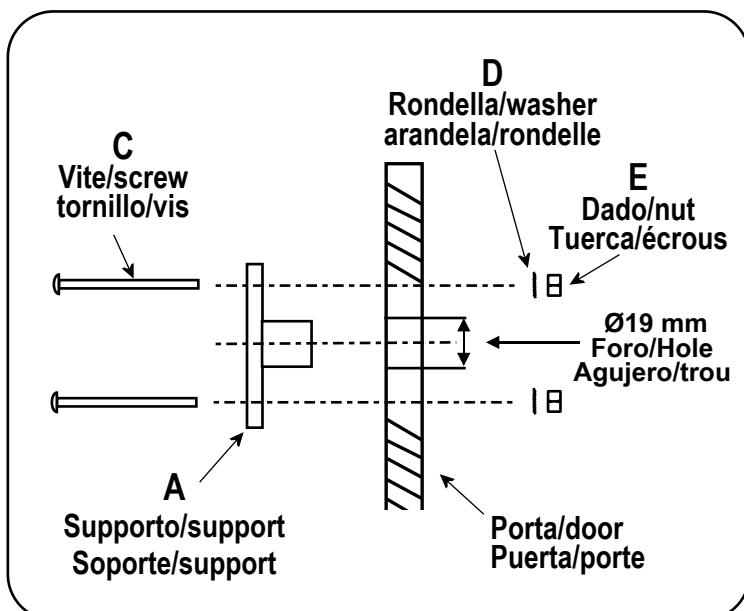 D
Rondella/washer
arandela/rondelle
C
Vite/screw
tornillo/vis
E
Dado/nut
Tuerca/écrous
Ø19 mm
Foro/Hole
Agujero/trou
A
Supporto/support
Soporte/support
Porta/door
Puerta/porte